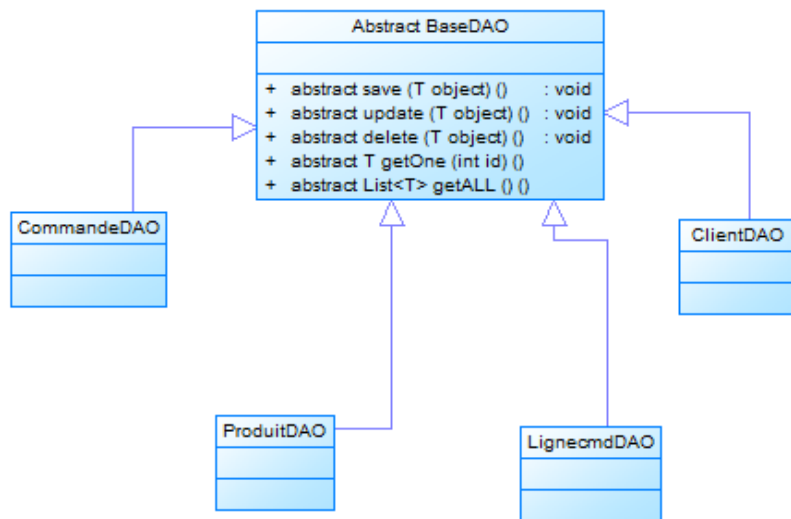 Abstract BaseDAO
+ abstract save (T object) () : void
+ abstract update (T object) () : void
+ abstract delete (T object) () : void
+ abstract T getOne (int id) ()
+ abstract List<T> getALL () ()
CommandeDAO
ClientDAO
ProduitDAO
LignecmdDAO